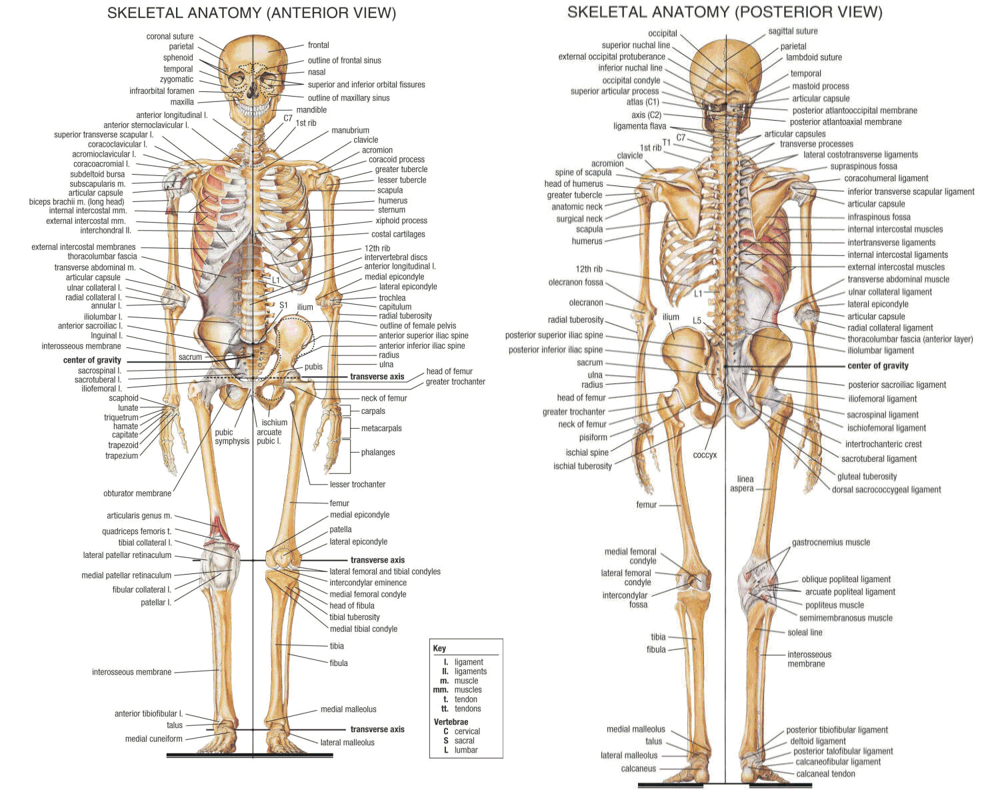 SKELETAL ANATOMY (ANTERIOR VIEW)
coronal suture
parietal
sphenoid
temporal
zygomatic
infraorbital foramen
maxilla
anterior longitudinal l.
anterior sternoclavicular l.
superior transverse scapular l.
coracoclavicular l.
acromioclavicular l.
coracoacromial l.
subdeltoid bursa
subscapularis m.
articular capsule
biceps brachii m. (long head)
internal intercostal mm.
external intercostal mm.
interchondral ll.
external intercostal membranes
thoracolumbar fascia
transverse abdominal m.
articular capsule
ulnar collateral l.
radial collateral l.
annular l.
iliolumbar l.
anterior sacroiliac l.
Inguinal l.
interosseous membrane
center of gravity
sacrospinal l.
sacrotuberal l.
iliofemoral l.
scaphoid
lunate
triquetrum
hamate
capitate
trapezoid
trapezium
obturator membrane
articularis genus m.
quadriceps femoris t.
tibial collateral l.
lateral patellar retinaculum
medial patellar retinaculum
fibular collateral l.
patellar l.
interosseous membrane
anterior tibiofibular l.
talus
medial cuneiform
frontal
outline of frontal sinus
nasal
superior and inferior orbital fissures
outline of maxillary sinus
mandible
C7
1st rib
manubrium
clavicle
acromion
coracoid process
greater tubercle
lesser tubercle
scapula
humerus
sternum
xiphoid process
costal cartilages
12th rib
intervertebral discs
anterior longitudinal l.
medial epicondyle
L1
lateral epicondyle
trochlea
S1
ilium
capitulum
radial tuberosity
outline of female pelvis
anterior superior iliac spine
anterior inferior iliac spine
radius
sacrum
ulna
pubis
head of femur
transverse axis
greater trochanter
neck of femur
carpals
metacarpals
phalanges
pubic
symphysis
ischium
arcuate
pubic l.
lesser trochanter
femur
medial epicondyle
patella
lateral epicondyle
transverse axis
lateral femoral and tibial condyles
intercondylar eminence
medial femoral condyle
head of fibula
tibial tuberosity
medial tibial condyle
tibia
fibula
medial malleolus
transverse axis
lateral malleolus
Key
l. ligament
ll. ligaments
m. muscle
mm. muscles
t. tendon
tt. tendons
Vertebrae
C cervical
S sacral
L lumbar
SKELETAL ANATOMY (POSTERIOR VIEW)
occipital
superior nuchal line
external occipital protuberance
inferior nuchal line
occipital condyle
superior articular process
atlas (C1)
axis (C2)
ligamenta flava
C7
T1
1st rib
clavicle
acromion
spine of scapula
head of humerus
greater tubercle
anatomic neck
surgical neck
scapula
humerus
12th rib
olecranon fossa
L1
olecranon
ilium
L5
radial tuberosity
posterior superior iliac spine
posterior inferior iliac spine
sacrum
ulna
radius
head of femur
greater trochanter
neck of femur
pisiform
ischial spine
ischial tuberosity
coccyx
linea
aspera
femur
medial femoral
condyle
lateral femoral
condyle
intercondylar
fossa
tibia
fibula
medial malleolus
talus
lateral malleolus
calcaneus
sagittal suture
parietal
lambdoid suture
temporal
mastoid process
articular capsule
posterior atlantooccipital membrane
posterior atlantoaxial membrane
articular capsules
transverse processes
lateral costotransverse ligaments
supraspinous fossa
coracohumeral ligament
inferior transverse scapular ligament
articular capsule
infraspinous fossa
internal intercostal muscles
intertransverse ligaments
internal intercostal ligaments
external intercostal muscles
transverse abdominal muscle
ulnar collateral ligament
lateral epicondyle
articular capsule
radial collateral ligament
thoracolumbar fascia (anterior layer)
iliolumbar ligament
center of gravity
posterior sacroiliac ligament
iliofemoral ligament
sacrospinal ligament
ischiofemoral ligament
intertrochanteric crest
sacrotuberal ligament
gluteal tuberosity
dorsal sacrococcygeal ligament
gastrocnemius muscle
oblique popliteal ligament
arcuate popliteal ligament
popliteus muscle
semimembranosus muscle
soleal line
interosseous
membrane
posterior tibiofibular ligament
deltoid ligament
posterior talofibular ligament
calcaneofibular ligament
calcaneal tendon